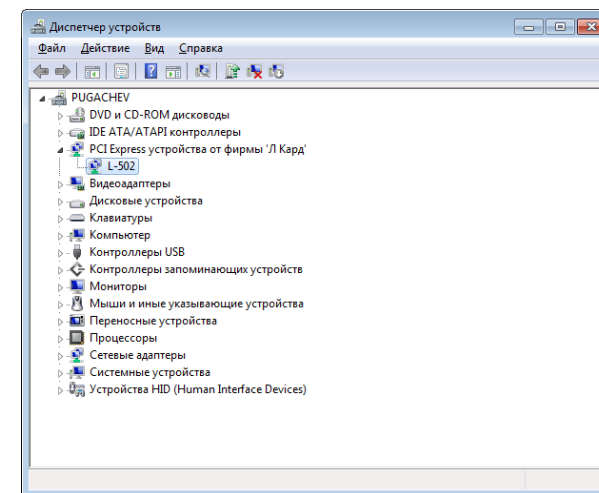 Диспетчер устройств
Файл Действие Вид Справка
PUGACHEV
DVD и CD-ROM дисководы
IDE ATA/ATAPI контроллеры
PCI Express устройства от фирмы 'Л Кард'
L-502
Видеоадаптеры
Дисковые устройства
Клавиатуры
Компьютер
Контроллеры USB
Контроллеры запоминающих устройств
Мониторы
Мыши и иные указывающие устройства
Переносные устройства
Процессоры
Сетевые адаптеры
Системные устройства
Устройства HID (Human Interface Devices)